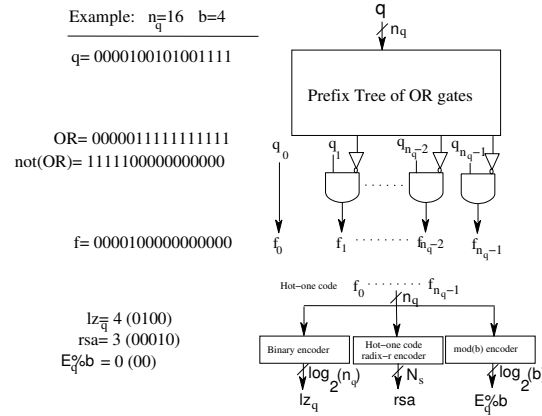 Example: n_q=16 b=4
q= 0000100101001111
OR= 0000011111111111
not(OR)= 1111100000000000
f= 0000100000000000
lz_q= 4 (0100)
rsa= 3 (00010)
E_q%b = 0 (00)
q
n_q
Prefix Tree of OR gates
q_0 q_1 q_{n_q-2} q_{n_q-1}
f_0 f_1 ........ f_{n_q-2} f_{n_q-1}
Hot-one code f_0 ........ f_{n_q-1}
n_q
Binary encoder
Hot-one code
radix-r encoder
mod(b) encoder
log_2(n_q) N_s log_2(b)
lz_q rsa E_q%b